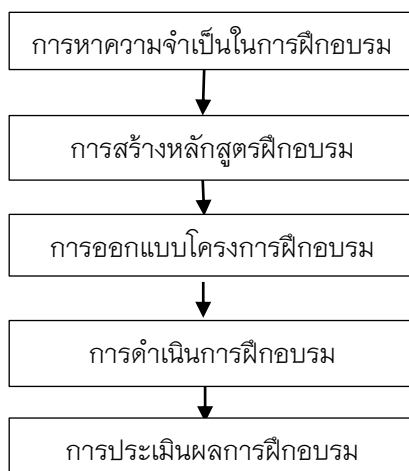 การหาความจำเป็นในการฝึกอบรม
การสร้างหลักสูตรฝึกอบรม
การออกแบบโครงการฝึกอบรม
การดำเนินการฝึกอบรม
การประเมินผลการฝึกอบรม